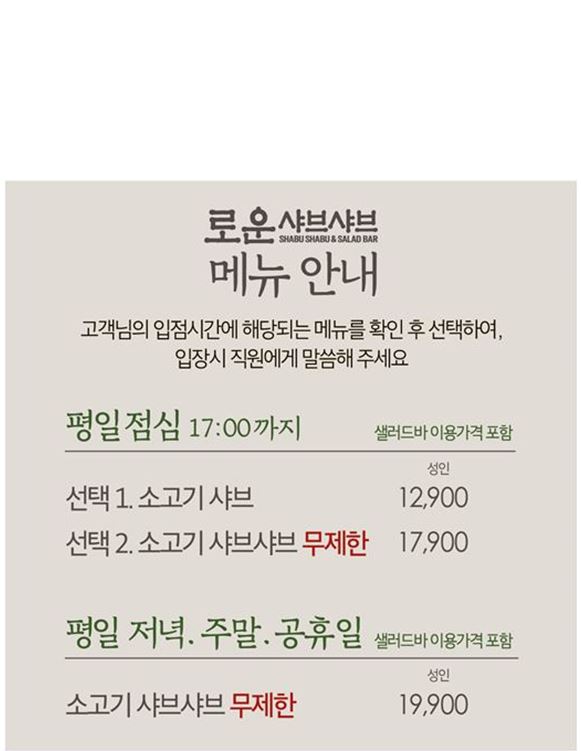 로운 샤브샤브
SHABU SHABU & SALAD BAR
메뉴 안내
고객님의 입점시간에 해당되는 메뉴를 확인 후 선택하여,
입장시 직원에게 말씀해 주세요
평일 점심 17:00까지 샐러드바 이용가격 포함
성인
선택 1. 소고기 샤브 12,900
선택 2. 소고기 샤브샤브 무제한 17,900
평일 저녁. 주말. 공휴일 샐러드바 이용가격 포함
성인
소고기 샤브샤브 무제한 19,900